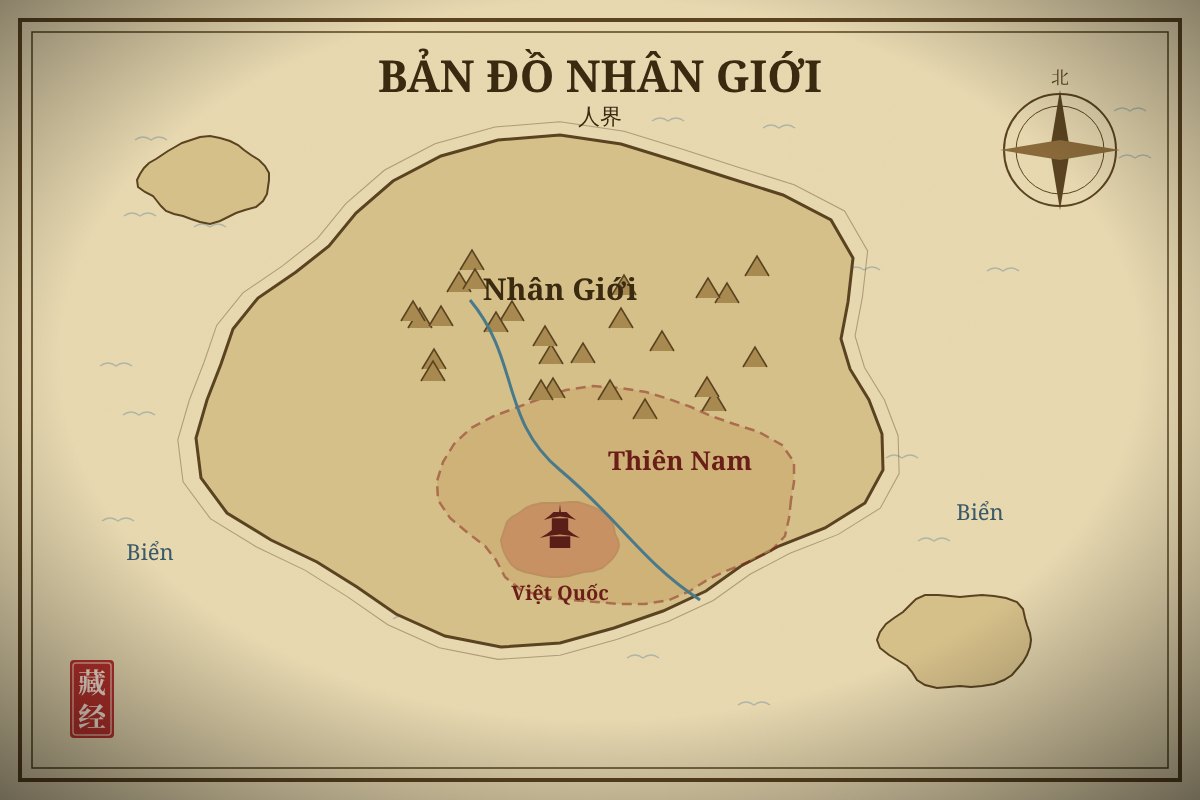 BẢN ĐỒ NHÂN GIỚI
人界
北
Nhân Giới
Thiên Nam
Việt Quốc
Biển
Biển
藏
经